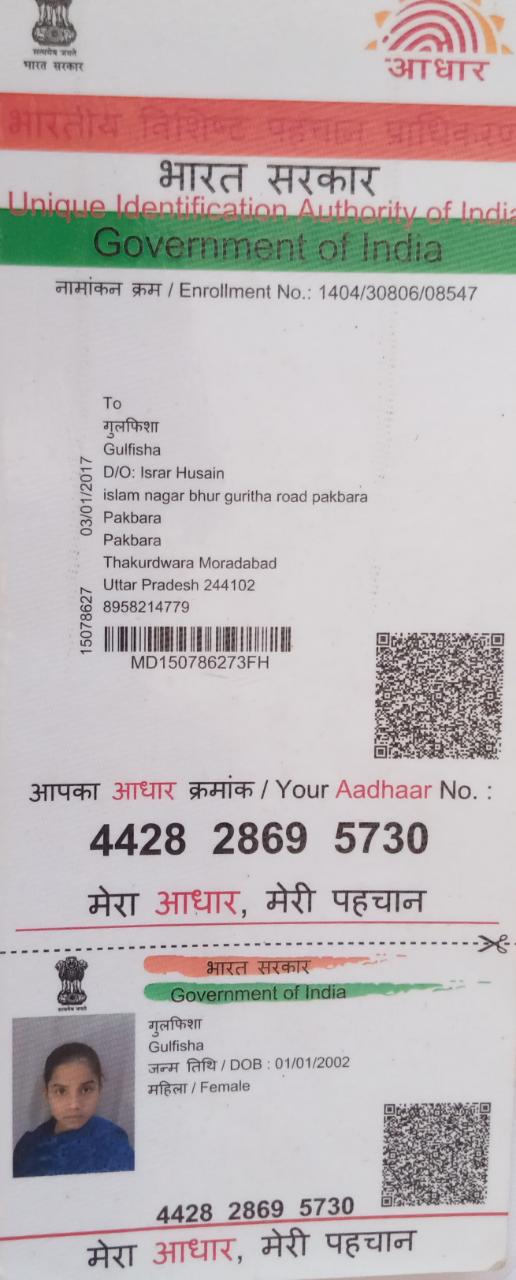 सत्यमेव जयते
भारत सरकार
आधार
भारतीय विशिष्ट पहचान प्राधिकरण
भारत सरकार
Unique Identification Authority of India
Government of India
नामांकन क्रम / Enrollment No.: 1404/30806/08547
To
गुलफिशा
Gulfisha
D/O: Israr Husain
islam nagar bhur guritha road pakbara
Pakbara
Pakbara
Thakurdwara Moradabad
Uttar Pradesh 244102
8958214779
15078627 03/01/2017
MD150786273FH
आपका आधार क्रमांक / Your Aadhaar No. :
4428 2869 5730
मेरा आधार, मेरी पहचान
सत्यमेव जयते
भारत सरकार
Government of India
गुलफिशा
Gulfisha
जन्म तिथि / DOB : 01/01/2002
महिला / Female
4428 2869 5730
मेरा आधार, मेरी पहचान